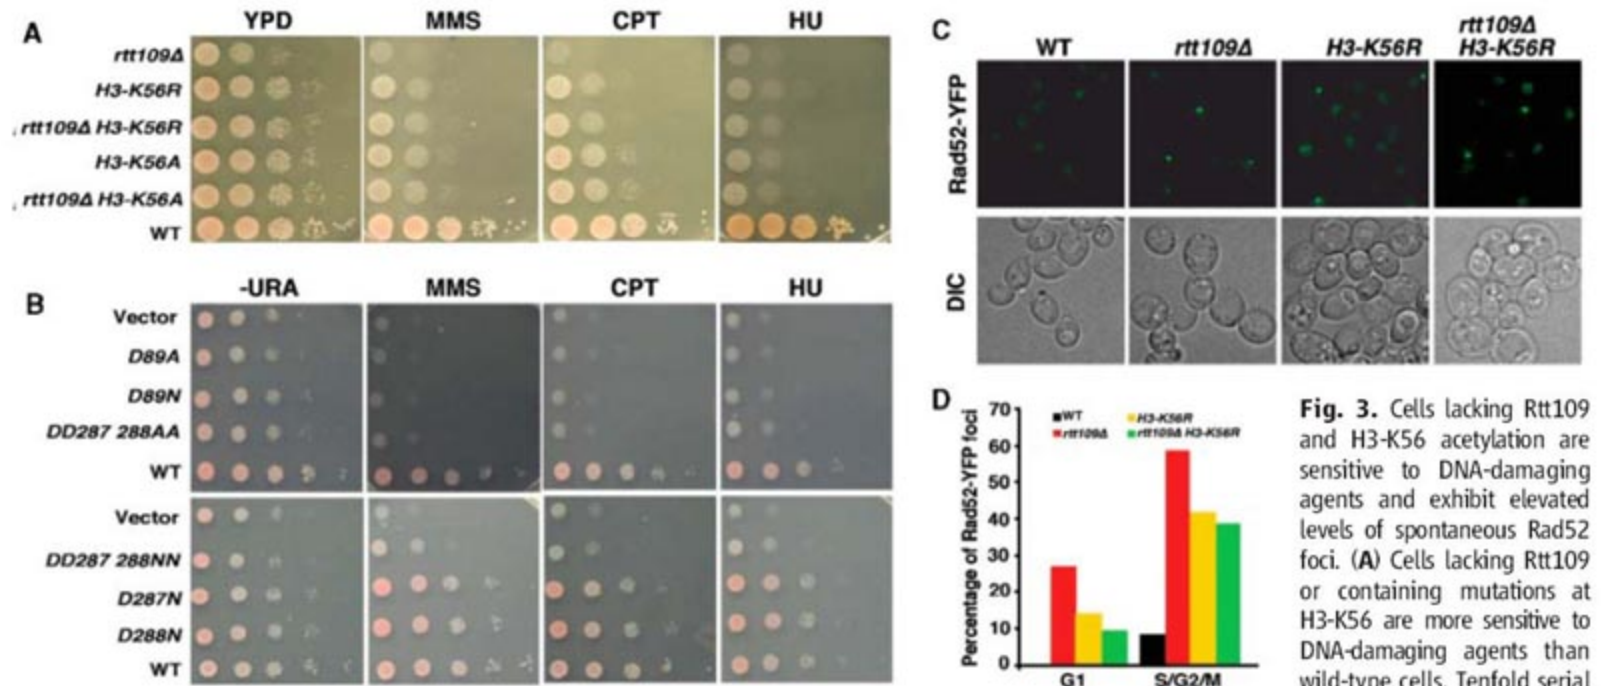 A
YPD
MMS
CPT
HU
rtt109Δ
H3-K56R
rtt109Δ H3-K56R
H3-K56A
rtt109Δ H3-K56A
WT
B
-URA
MMS
CPT
HU
Vector
D89A
D89N
DD287 288AA
WT
Vector
DD287 288NN
D287N
D288N
WT
C
WT
rtt109Δ
H3-K56R
rtt109Δ
H3-K56R
Rad52-YFP
DIC
D
Percentage of Rad52-YFP foci
70
60
50
40
30
20
10
0
WT
H3-K56R
rtt109Δ
rtt109Δ H3-K56R
G1
S/G2/M
Fig. 3. Cells lacking Rtt109
and H3-K56 acetylation are
sensitive to DNA-damaging
agents and exhibit elevated
levels of spontaneous Rad52
foci. (A) Cells lacking Rtt109
or containing mutations at
H3-K56 are more sensitive to
DNA-damaging agents than
wild-type cells. Tenfold serial